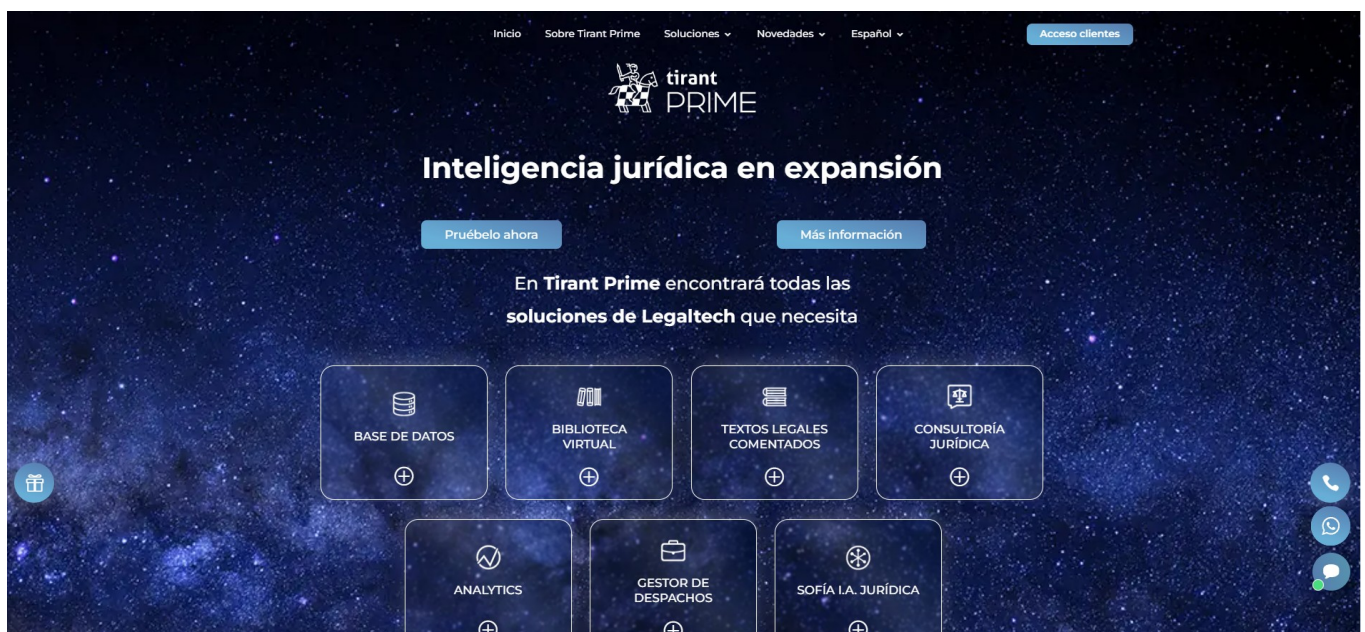 Inicio Sobre Tirant Prime Soluciones Novedades Español Acceso clientes
tirant
PRIME
Inteligencia jurídica en expansión
Pruébelo ahora Más información
En Tirant Prime encontrará todas las
soluciones de Legaltech que necesita
BASE DE DATOS
BIBLIOTECA
VIRTUAL
TEXTOS LEGALES
COMENTADOS
CONSULTORÍA
JURÍDICA
ANALYTICS
GESTOR DE
DESPACHOS
SOFÍA I.A. JURÍDICA